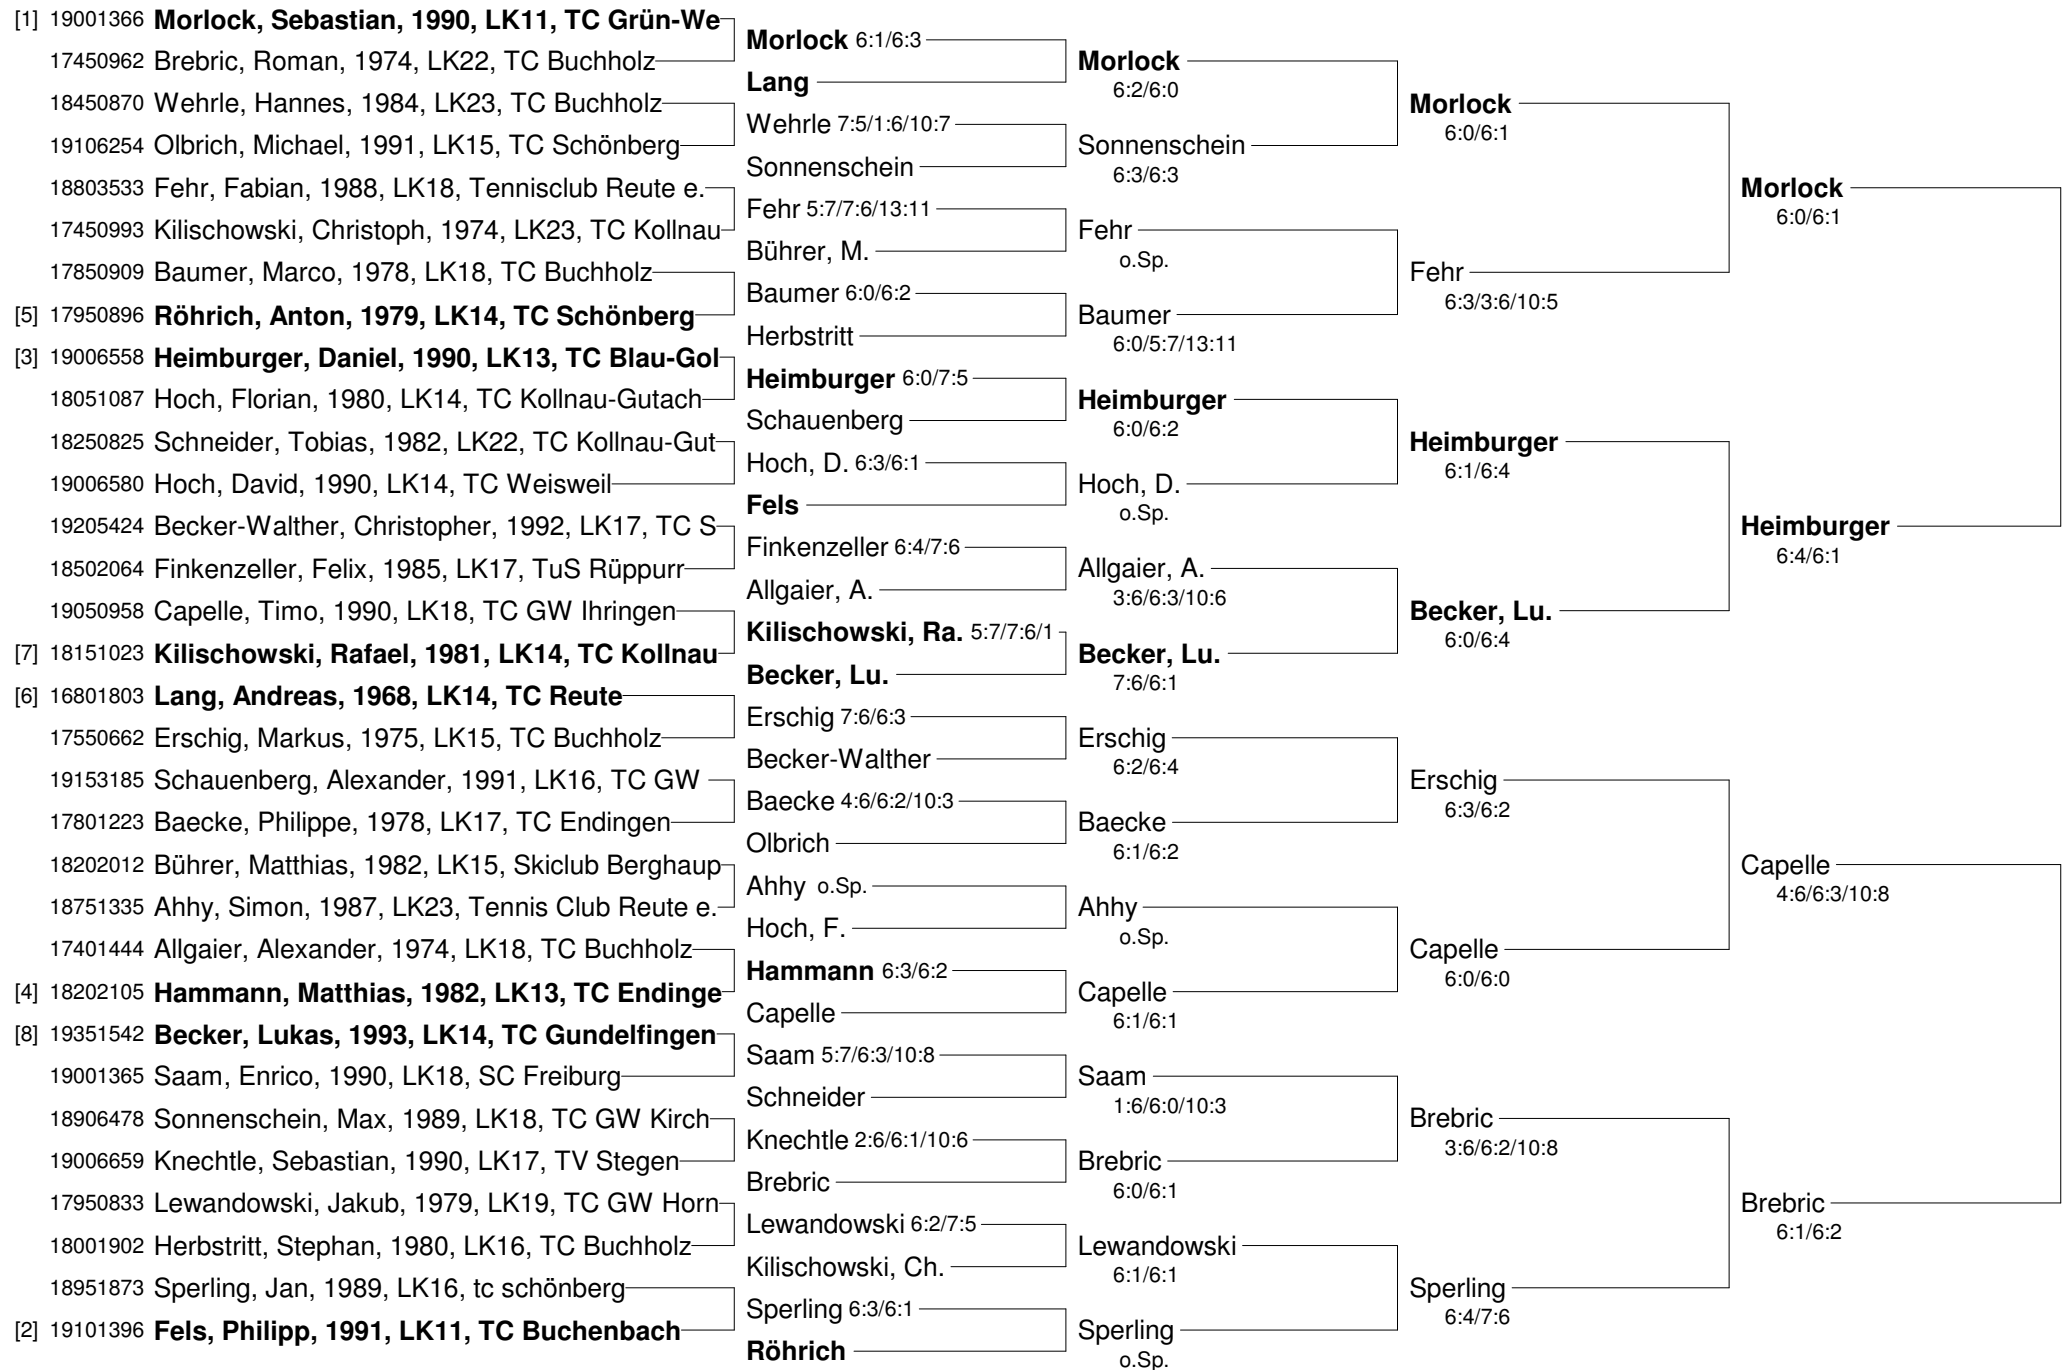 [1] 19001366 Morlock, Sebastian, 1990, LK11, TC Grün-We
17450962 Brebric, Roman, 1974, LK22, TC Buchholz
18450870 Wehrle, Hannes, 1984, LK23, TC Buchholz
19106254 Olbrich, Michael, 1991, LK15, TC Schönberg
18803533 Fehr, Fabian, 1988, LK18, Tennisclub Reute e.
17450993 Kilischowski, Christoph, 1974, LK23, TC Kollnau
17850909 Baumer, Marco, 1978, LK18, TC Buchholz
[5] 17950896 Röhrich, Anton, 1979, LK14, TC Schönberg
[3] 19006558 Heimburger, Daniel, 1990, LK13, TC Blau-Gol
18051087 Hoch, Florian, 1980, LK14, TC Kollnau-Gutach
18250825 Schneider, Tobias, 1982, LK22, TC Kollnau-Gut
19006580 Hoch, David, 1990, LK14, TC Weisweil
19205424 Becker-Walther, Christopher, 1992, LK17, TC S
18502064 Finkenzeller, Felix, 1985, LK17, TuS Rüppurr
19050958 Capelle, Timo, 1990, LK18, TC GW Ihringen
[7] 18151023 Kilischowski, Rafael, 1981, LK14, TC Kollnau
[6] 16801803 Lang, Andreas, 1968, LK14, TC Reute
17550662 Erschig, Markus, 1975, LK15, TC Buchholz
19153185 Schauenberg, Alexander, 1991, LK16, TC GW
17801223 Baecke, Philippe, 1978, LK17, TC Endingen
18202012 Bührer, Matthias, 1982, LK15, Skiclub Berghaup
18751335 Ahhy, Simon, 1987, LK23, Tennis Club Reute e.
17401444 Allgaier, Alexander, 1974, LK18, TC Buchholz
[4] 18202105 Hammann, Matthias, 1982, LK13, TC Endinge
[8] 19351542 Becker, Lukas, 1993, LK14, TC Gundelfingen
19001365 Saam, Enrico, 1990, LK18, SC Freiburg
18906478 Sonnenschein, Max, 1989, LK18, TC GW Kirch
19006659 Knechtle, Sebastian, 1990, LK17, TV Stegen
17950833 Lewandowski, Jakub, 1979, LK19, TC GW Horn
18001902 Herbstritt, Stephan, 1980, LK16, TC Buchholz
18951873 Sperling, Jan, 1989, LK16, tc schönberg
[2] 19101396 Fels, Philipp, 1991, LK11, TC Buchenbach
Morlock 6:1/6:3
Lang
Wehrle 7:5/1:6/10:7
Sonnenschein
Fehr 5:7/7:6/13:11
Bührer, M.
Baumer 6:0/6:2
Herbstritt
Heimburger 6:0/7:5
Schauenberg
Hoch, D. 6:3/6:1
Fels
Finkenzeller 6:4/7:6
Allgaier, A.
Kilischowski, Ra. 5:7/7:6/1
Becker, Lu.
Erschig 7:6/6:3
Becker-Walther
Baecke 4:6/6:2/10:3
Olbrich
Ahhy o.Sp.
Hoch, F.
Hammann 6:3/6:2
Capelle
Saam 5:7/6:3/10:8
Schneider
Knechtle 2:6/6:1/10:6
Brebric
Lewandowski 6:2/7:5
Kilischowski, Ch.
Sperling 6:3/6:1
Röhrich
Morlock
6:2/6:0
Sonnenschein
6:3/6:3
Fehr
o.Sp.
Baumer
6:0/5:7/13:11
Heimburger
6:0/6:2
Hoch, D.
o.Sp.
Allgaier, A.
3:6/6:3/10:6
Becker, Lu.
7:6/6:1
Erschig
6:2/6:4
Baecke
6:1/6:2
Ahhy
o.Sp.
Capelle
6:1/6:1
Saam
1:6/6:0/10:3
Brebric
6:0/6:1
Lewandowski
6:1/6:1
Sperling
o.Sp.
Morlock
6:0/6:1
Fehr
6:3/3:6/10:5
Heimburger
6:1/6:4
Becker, Lu.
6:0/6:4
Erschig
6:3/6:2
Capelle
6:0/6:0
Brebric
3:6/6:2/10:8
Sperling
6:4/7:6
Morlock
6:0/6:1
Heimburger
6:4/6:1
Capelle
4:6/6:3/10:8
Brebric
6:1/6:2